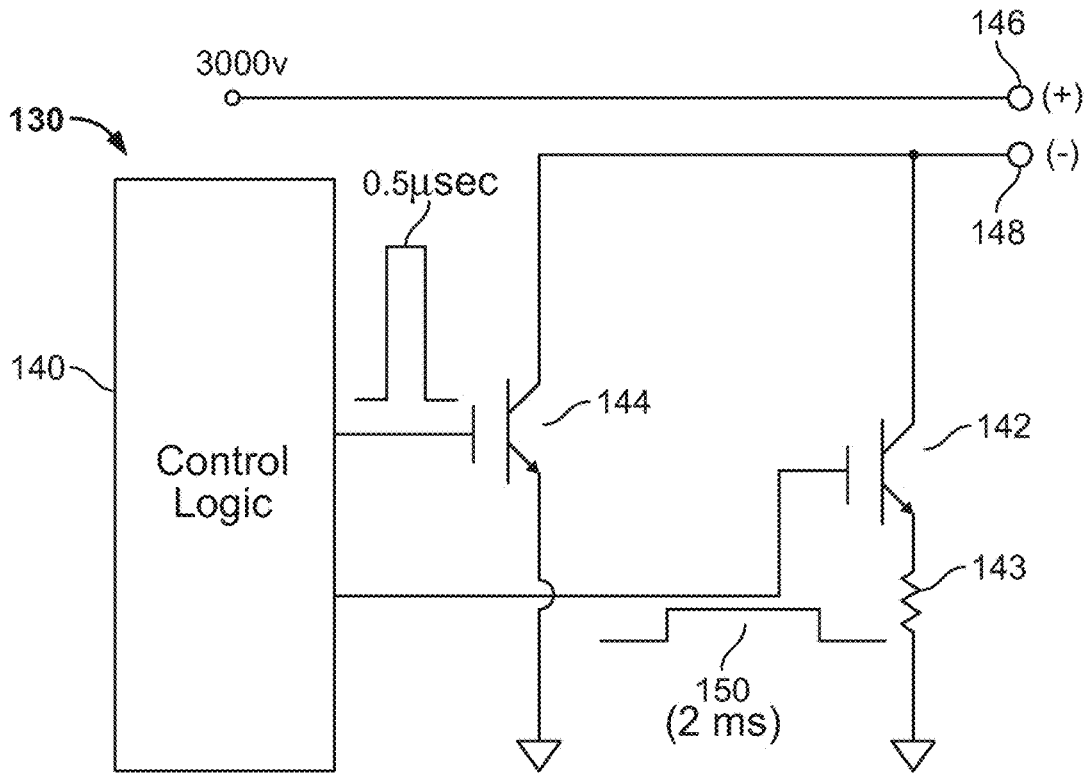 146
3000v
(+)
130
(-)
0.5μsec
148
140
144
142
Control
Logic
143
150
(2 ms)